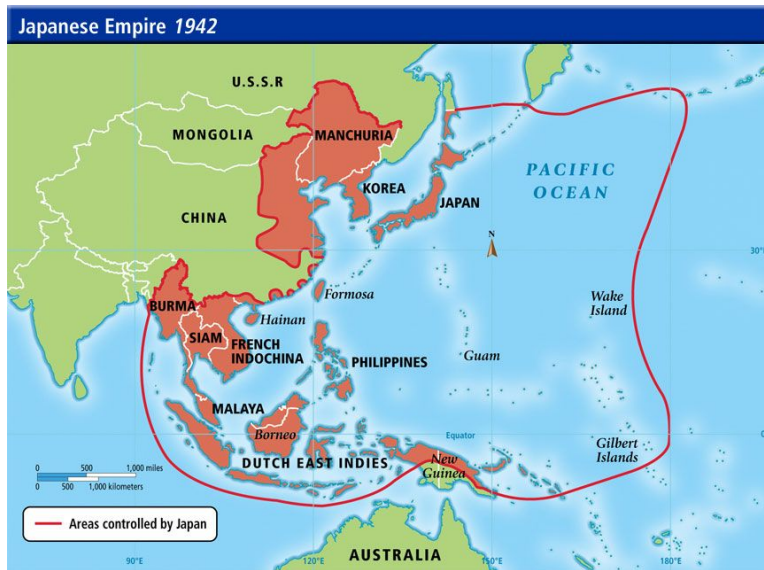 Japanese Empire 1942
U.S.S.R
MONGOLIA
MANCHURIA
PACIFIC
OCEAN
KOREA
JAPAN
CHINA
N
30°
BURMA
Formosa
Wake
Island
Hainan
SIAM
FRENCH
INDOCHINA
PHILIPPINES
Guam
MALAYA
Borneo
Equator
0°
Gilbert
Islands
DUTCH EAST INDIES
New
Guinea
0 500 1,000 miles
0 500 1,000 kilometers
Areas controlled by Japan
AUSTRALIA
90°E
120°E
150°E
180°E